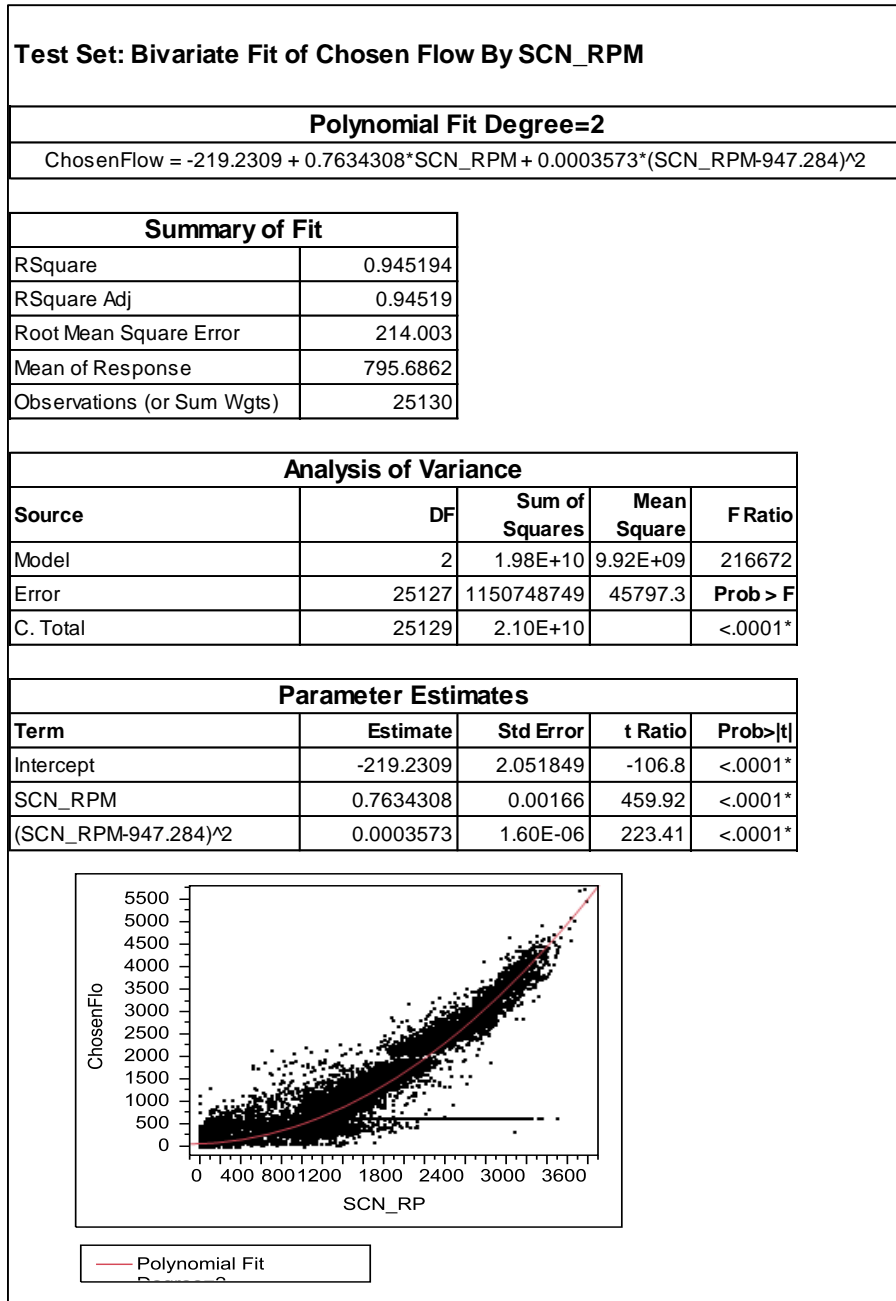 Test Set: Bivariate Fit of Chosen Flow By SCN_RPM
Polynomial Fit Degree=2
ChosenFlow = -219.2309 + 0.7634308*SCN_RPM + 0.0003573*(SCN_RPM-947.284)^2
Summary of Fit
RSquare 0.945194
RSquare Adj 0.94519
Root Mean Square Error 214.003
Mean of Response 795.6862
Observations (or Sum Wgts) 25130
Analysis of Variance
Source DF Sum of Squares Mean Square F Ratio
Model 2 1.98E+10 9.92E+09 216672
Error 25127 1150748749 45797.3 Prob > F
C. Total 25129 2.10E+10 <.0001*
Parameter Estimates
Term Estimate Std Error t Ratio Prob>|t|
Intercept -219.2309 2.051849 -106.8 <.0001*
SCN_RPM 0.7634308 0.00166 459.92 <.0001*
(SCN_RPM-947.284)^2 0.0003573 1.60E-06 223.41 <.0001*
5500
5000
4500
4000
3500
3000
2500
2000
1500
1000
500
0
ChosenFlo
0 400 800 1200 1800 2400 3000 3600
SCN_RP
Polynomial Fit